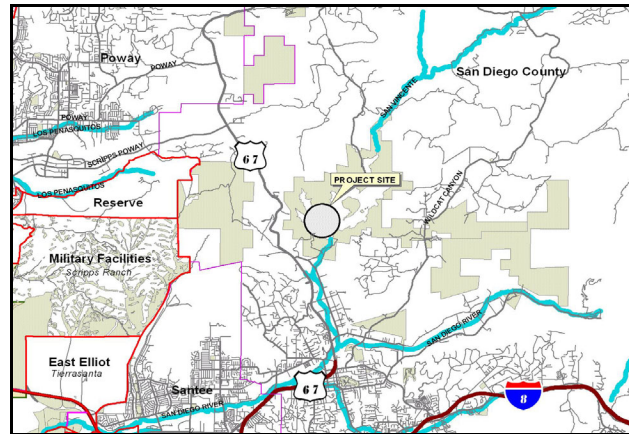 Poway
POWAY
San Diego County
SAN VINCENTE
POWAY
LOS PENASQUITOS
SCRIPPS POWAY
67
PROJECT SITE
LOS PENASQUITOS
Reserve
WILDCAT CANYON
Military Facilities
Scripps Ranch
SAN DIEGO RIVER
East Elliot
Tierrasanta
Santee
67
8
SAN DIEGO RIVER